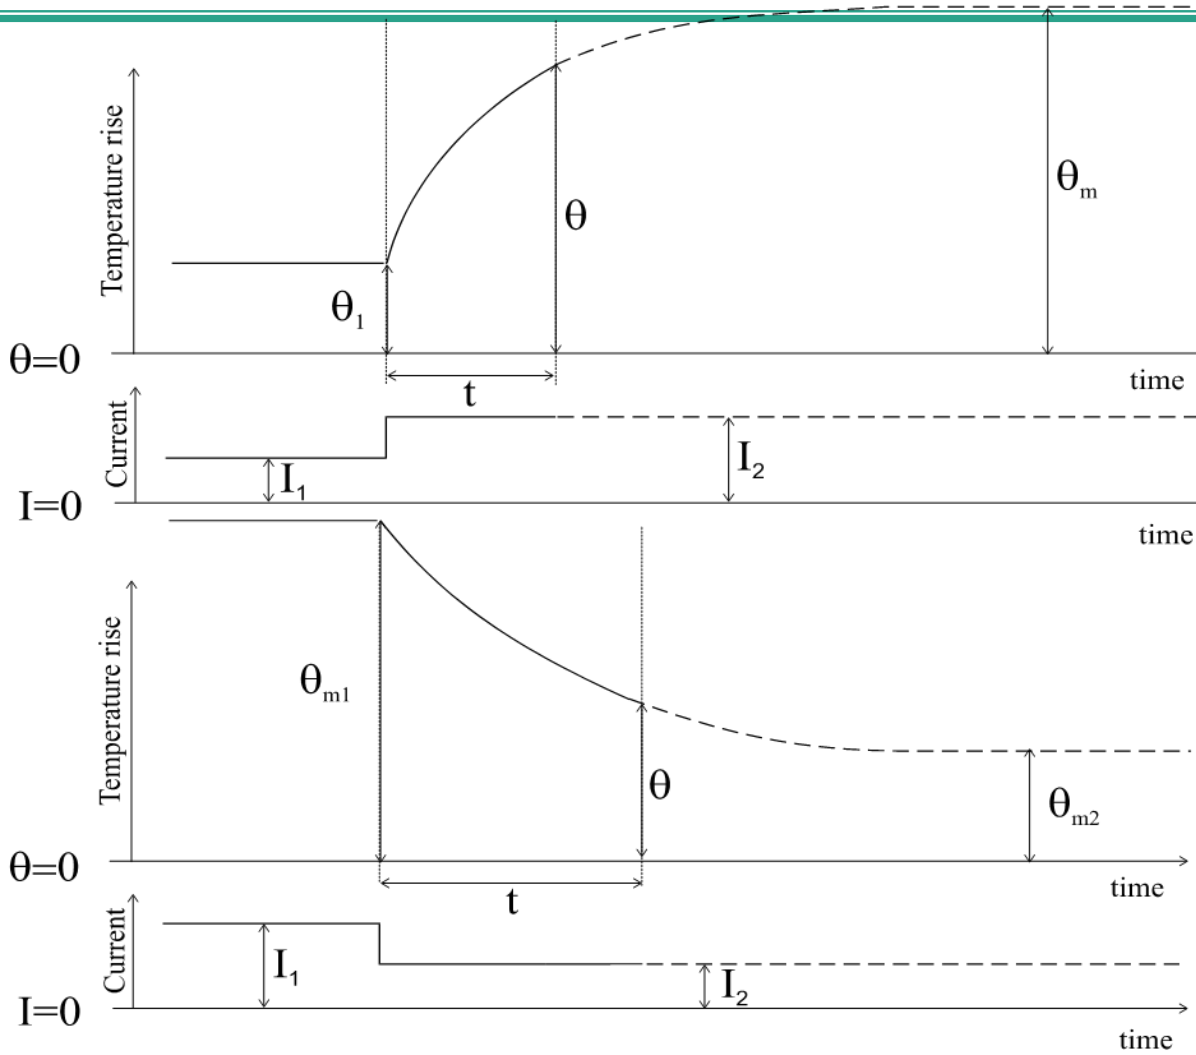 Temperature rise
θ
θₘ
θ₁
θ=0
t
time
Current
I₁
I₂
I=0
time
Temperature rise
θₘ₁
θ
θₘ₂
θ=0
t
time
Current
I₁
I₂
I=0
time